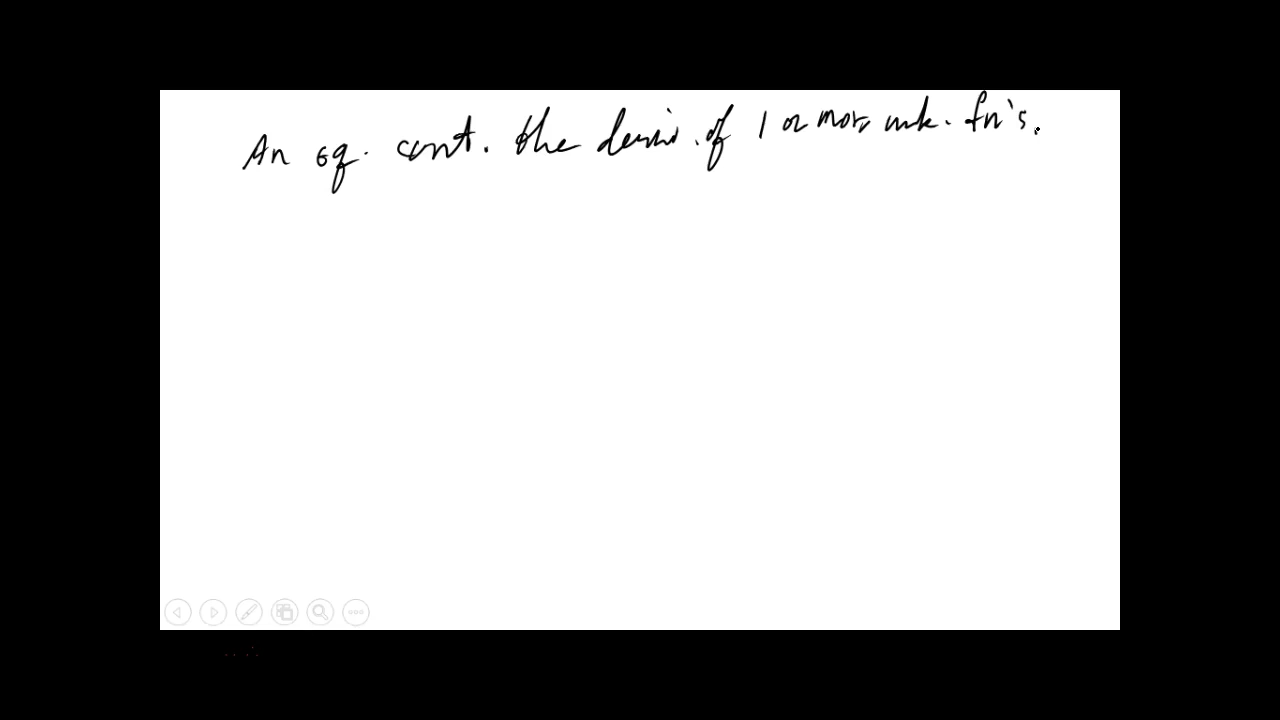 An eq. cont. the deriv. of 1 or more unk. fn's.